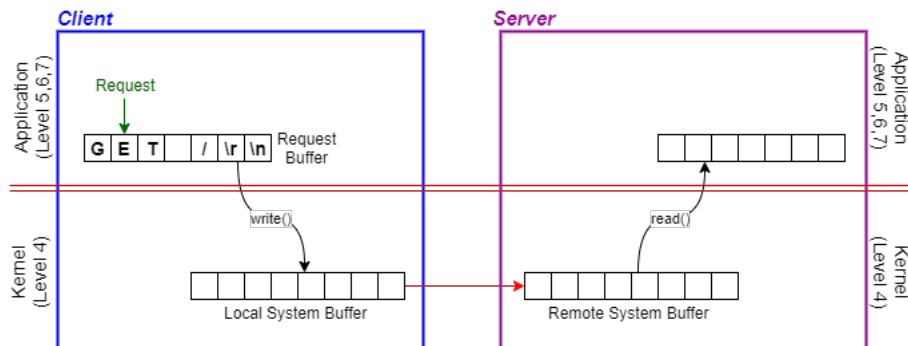 Client
Server
Application
(Level 5,6,7)
Request
G E T / \r \n
Request
Buffer
Application
(Level 5,6,7)
write()
read()
Kernel
(Level 4)
Local System Buffer
Remote System Buffer
Kernel
(Level 4)